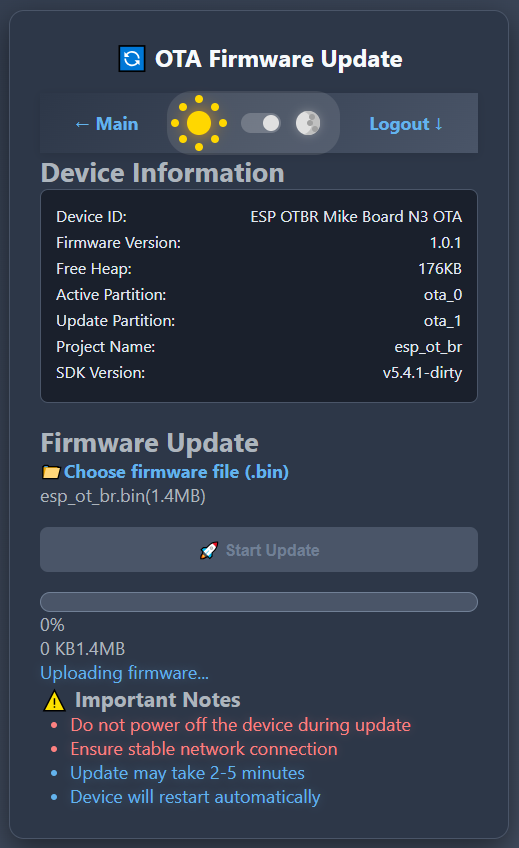 OTA Firmware Update
← Main
Logout ↓
Device Information
Device ID: ESP OTBR Mike Board N3 OTA
Firmware Version: 1.0.1
Free Heap: 176KB
Active Partition: ota_0
Update Partition: ota_1
Project Name: esp_ot_br
SDK Version: v5.4.1-dirty
Firmware Update
Choose firmware file (.bin)
esp_ot_br.bin(1.4MB)
Start Update
0%
0 KB1.4MB
Uploading firmware...
Important Notes
• Do not power off the device during update
• Ensure stable network connection
• Update may take 2-5 minutes
• Device will restart automatically